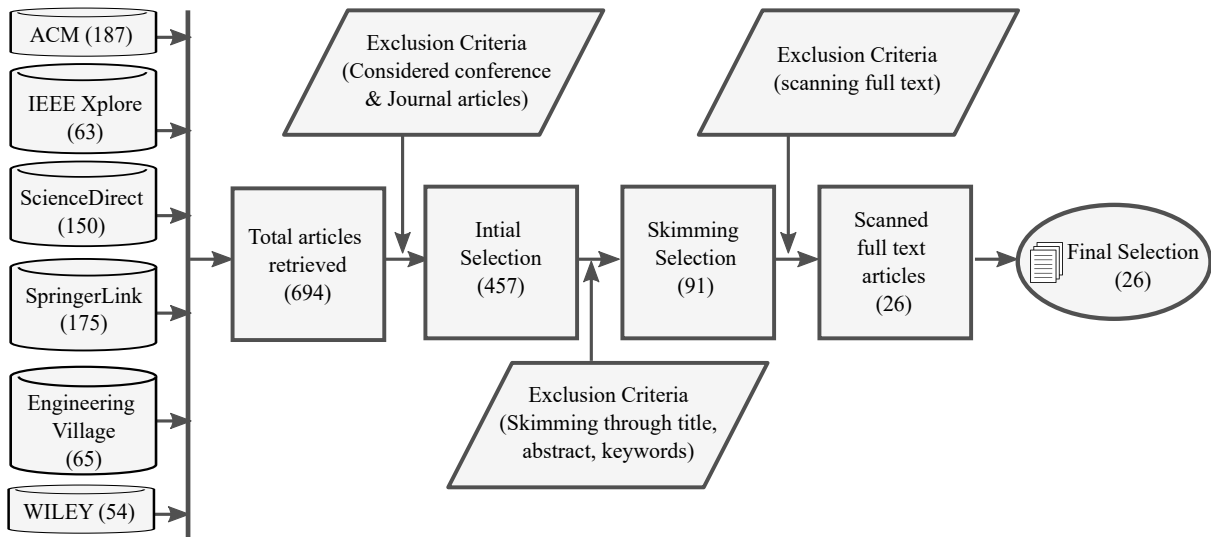 ACM (187)
IEEE Xplore
(63)
ScienceDirect
(150)
SpringerLink
(175)
Engineering
Village
(65)
WILEY (54)
Total articles
retrieved
(694)
Exclusion Criteria
(Considered conference
& Journal articles)
Intial
Selection
(457)
Exclusion Criteria
(Skimming through title,
abstract, keywords)
Skimming
Selection
(91)
Exclusion Criteria
(scanning full text)
Scanned
full text
articles
(26)
Final Selection
(26)